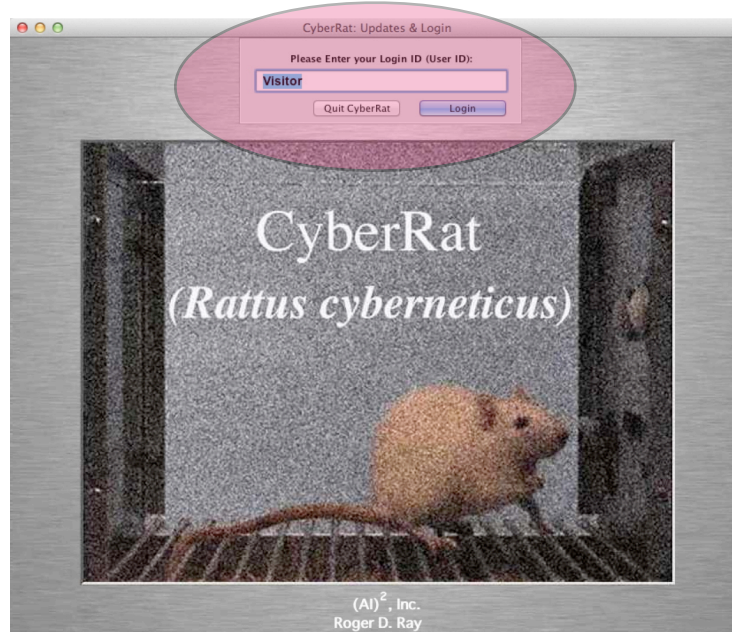 CyberRat: Updates & Login
Please Enter your Login ID (User ID):
Visitor
Quit CyberRat Login
CyberRat
(Rattus cyberneticus)
(AI)², Inc.
Roger D. Ray